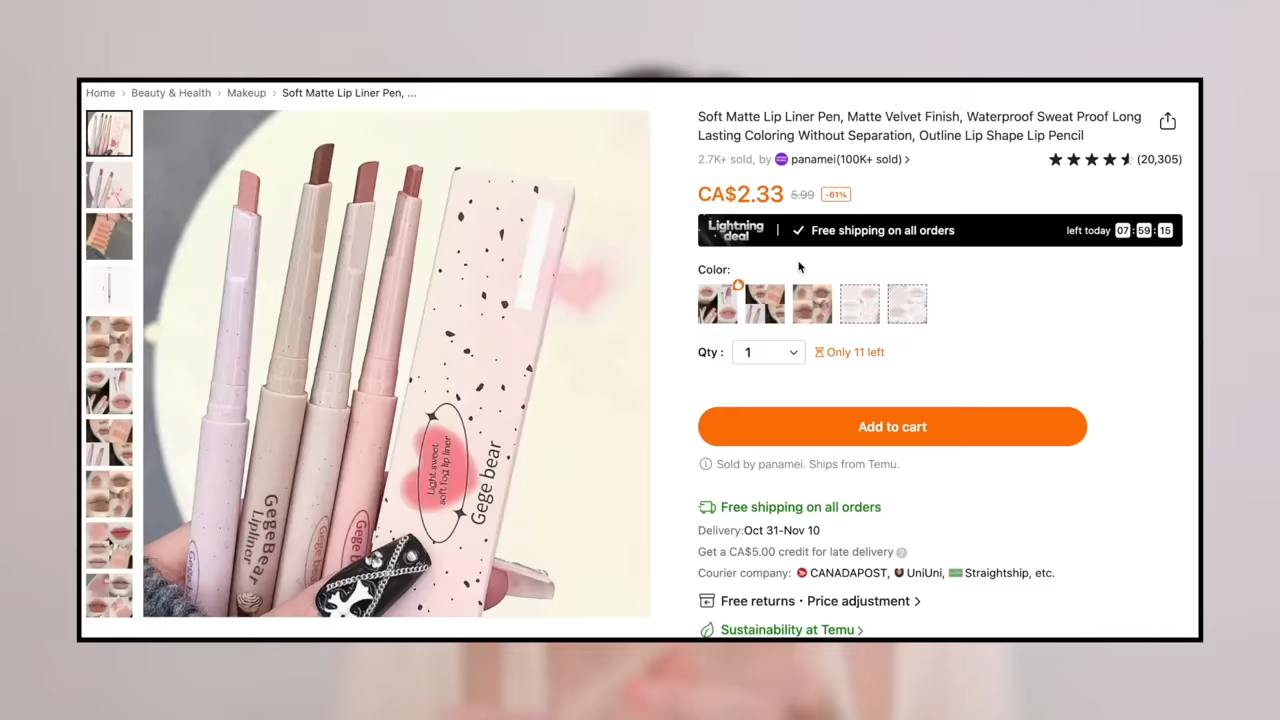 Home › Beauty & Health › Makeup › Soft Matte Lip Liner Pen, ...
Soft Matte Lip Liner Pen, Matte Velvet Finish, Waterproof Sweat Proof Long
Lasting Coloring Without Separation, Outline Lip Shape Lip Pencil
2.7K+ sold, by panamei(100K+ sold) >
(20,305)
CA$2.33 5.99 -61%
Lightning
deal
Free shipping on all orders
left today 07:59:15
Color:
Qty : 1
Only 11 left
Add to cart
Sold by panamei. Ships from Temu.
Free shipping on all orders
Delivery:Oct 31-Nov 10
Get a CA$5.00 credit for late delivery ?
Courier company: CANADAPOST, UniUni, Straightship, etc.
Free returns · Price adjustment >
Sustainability at Temu >
GegeBear
Lipliner
Gege bear
Light sweet
soft fog lip liner
Gege bear